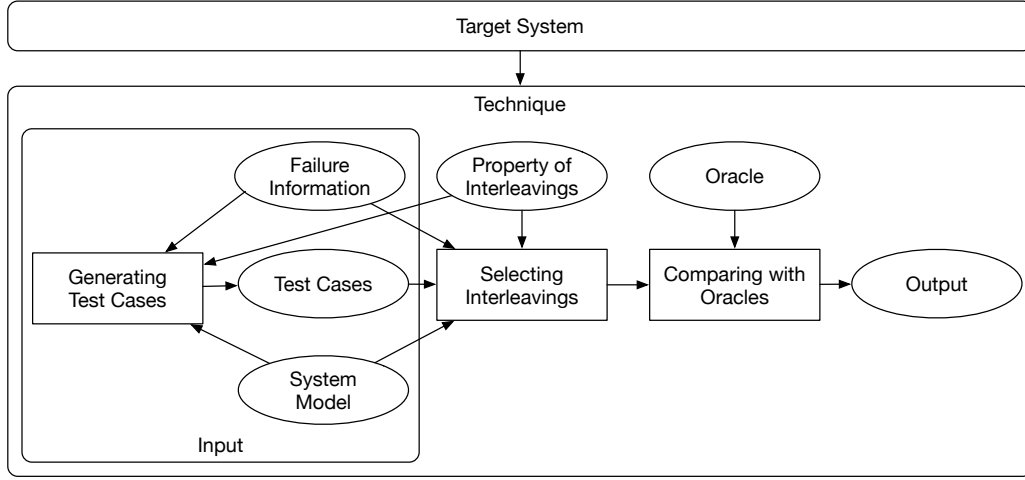 Target System
Technique
Failure
Information
Property of
Interleavings
Oracle
Generating
Test Cases
Test Cases
Selecting
Interleavings
Comparing with
Oracles
Output
System
Model
Input